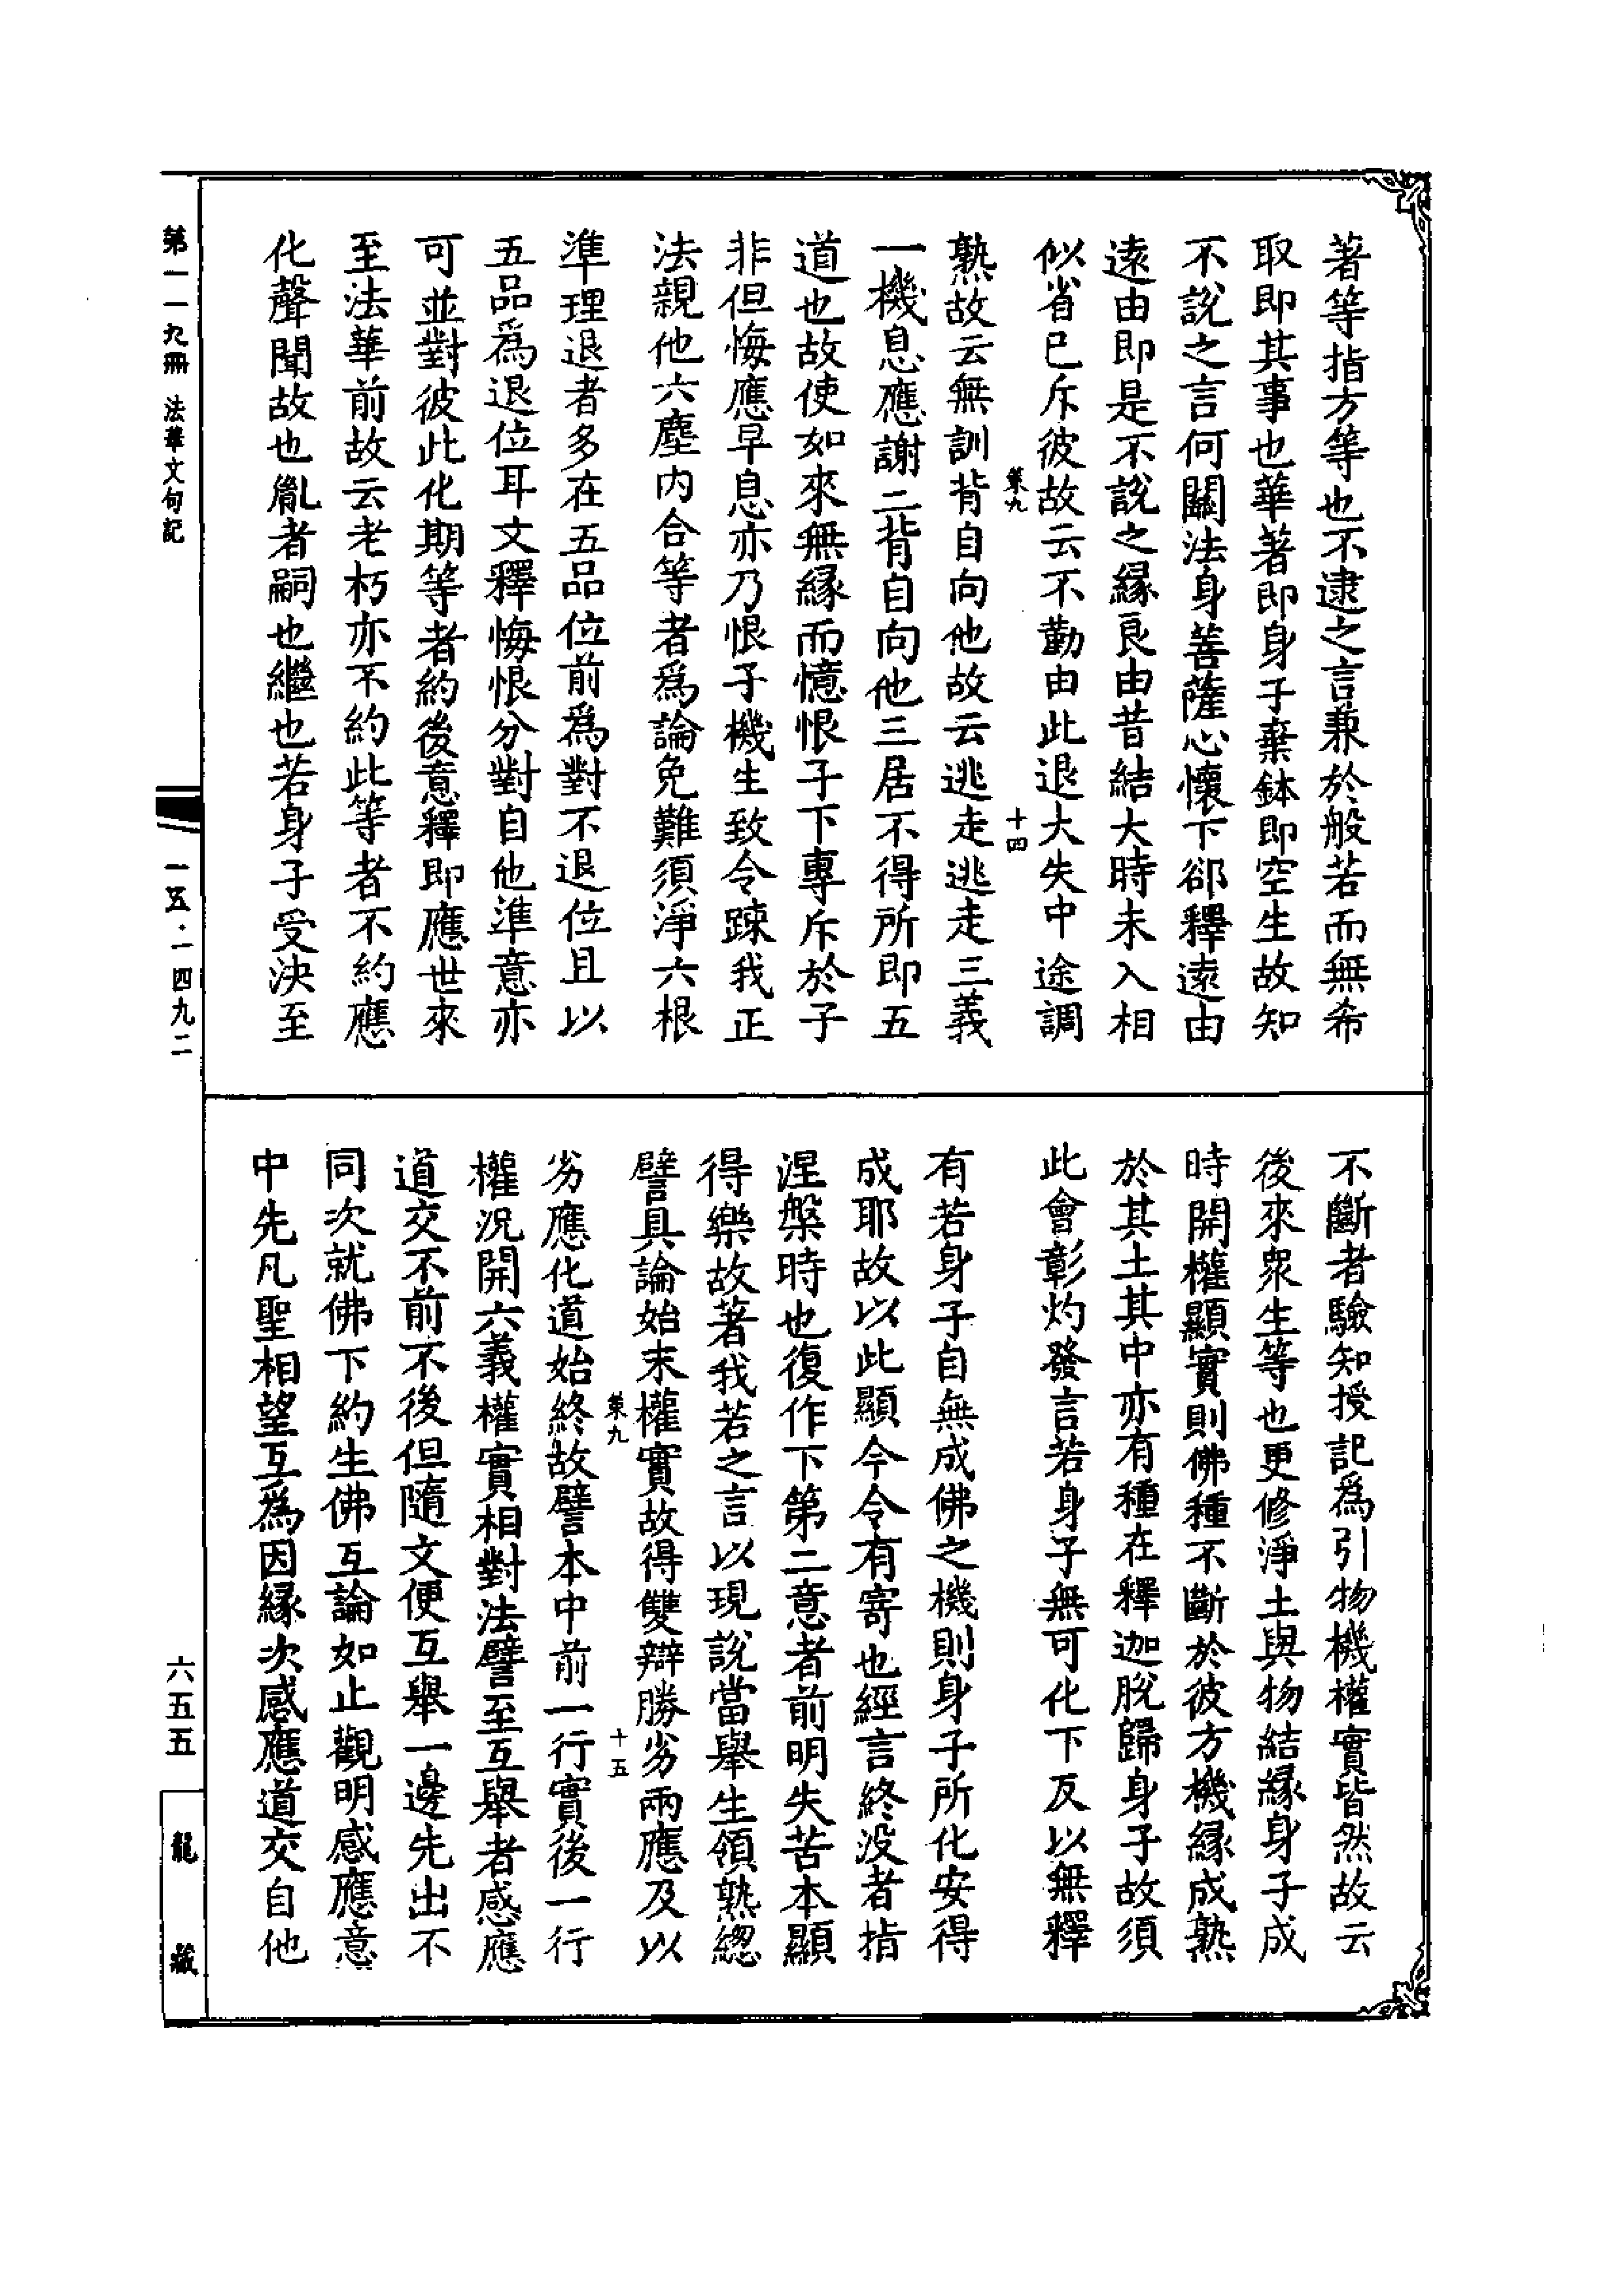 著等指方等也不逮之言兼於般若而無希
取即其事也華著即身子棄鉢即空生故知
不說之言何關法身菩薩心懷下郤釋遠由
遠由即是不說之緣良由昔結大時未入相
似省已斥彼故云不勤由此退大失中途調
策九
十四
熟故云無訓背自向他故云逃走逃走三義
一機息應謝二背自向他三居不得所即五
道也故使如來無緣而憶恨子下專斥於子
非但悔應早息亦乃恨子機生致令踈我正
法親他六塵內合等者爲論免難須淨六根
準理退者多在五品位前爲對不退位且以
五品爲退位耳文釋悔恨分對自他準意亦
可並對彼此化期等者約後意釋即應世來
至法華前故云老朽亦不約此等者不約應
化聲聞故也胤者嗣也繼也若身子受決至
不斷者驗知授記爲引物機權實皆然故云
後來衆生等也更修淨土與物結緣身子成
時開權顯實則佛種不斷於彼方機緣成熟
於其土其中亦有種在釋迦脫歸身子故須
此會彰灼發言若身子無可化下反以無釋
有若身子自無成佛之機則身子所化安得
成耶故以此顯今令有寄也經言終没者指
涅槃時也復作下第二意者前明失苦本顯
得樂故著我若之言以現說當舉生領熟總
譬具論始末權實故得雙辯勝劣兩應及以
策九
十五
劣應化道始終故譬本中前一行實後一行
權況開六義權實相對法譬至互舉者感應
道交不前不後但隨文便互舉一邊先出不
同次就佛下約生佛互論如止觀明感應意
中先凡聖相望互爲因緣次感應道交自他
第一一九冊 法華文句記
一五·一四九二
六五五
龍藏